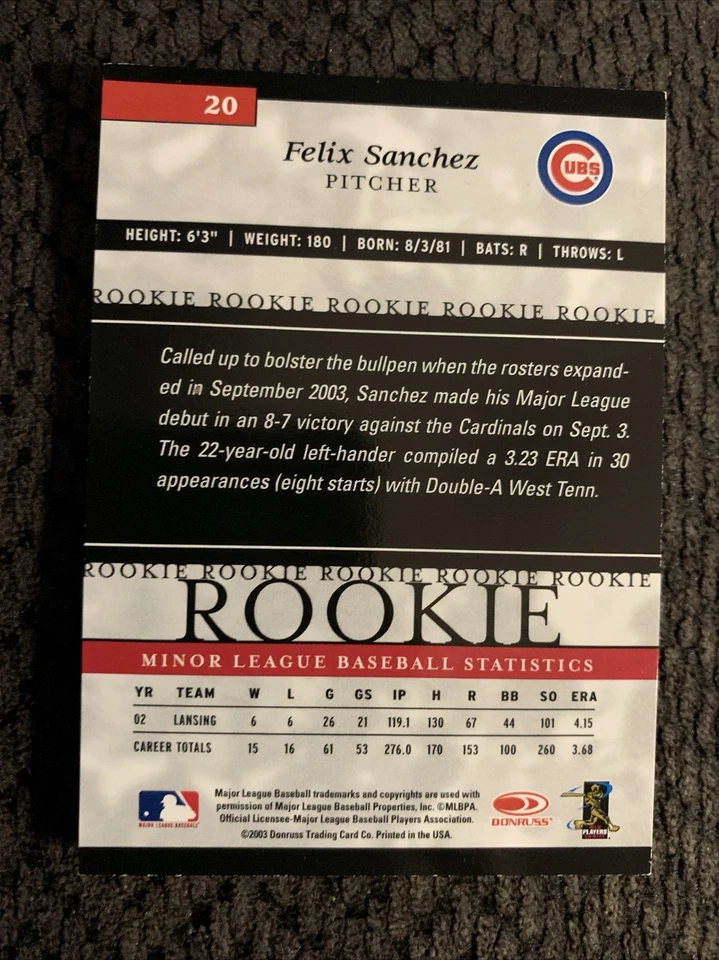 20
Felix Sanchez
PITCHER
CUBS
HEIGHT: 6'3" | WEIGHT: 180 | BORN: 8/3/81 | BATS: R | THROWS: L
ROOKIE ROOKIE ROOKIE ROOKIE ROOKIE
Called up to bolster the bullpen when the rosters expand-
ed in September 2003, Sanchez made his Major League
debut in an 8-7 victory against the Cardinals on Sept. 3.
The 22-year-old left-hander compiled a 3.23 ERA in 30
appearances (eight starts) with Double-A West Tenn.
ROOKIE ROOKIE ROOKIE ROOKIE ROOKIE
ROOKIE
MINOR LEAGUE BASEBALL STATISTICS
YR TEAM W L G GS IP H R BB SO ERA
02 LANSING 6 6 26 21 119.1 130 67 44 101 4.15
CAREER TOTALS 15 16 61 53 276.0 170 153 100 260 3.68
Major League Baseball trademarks and copyrights are used with
permission of Major League Baseball Properties, Inc. ©MLBPA.
Official Licensee-Major League Baseball Players Association.
©2003 Donruss Trading Card Co. Printed in the USA.
MAJOR LEAGUE BASEBALL
DONRUSS
PLAYERS